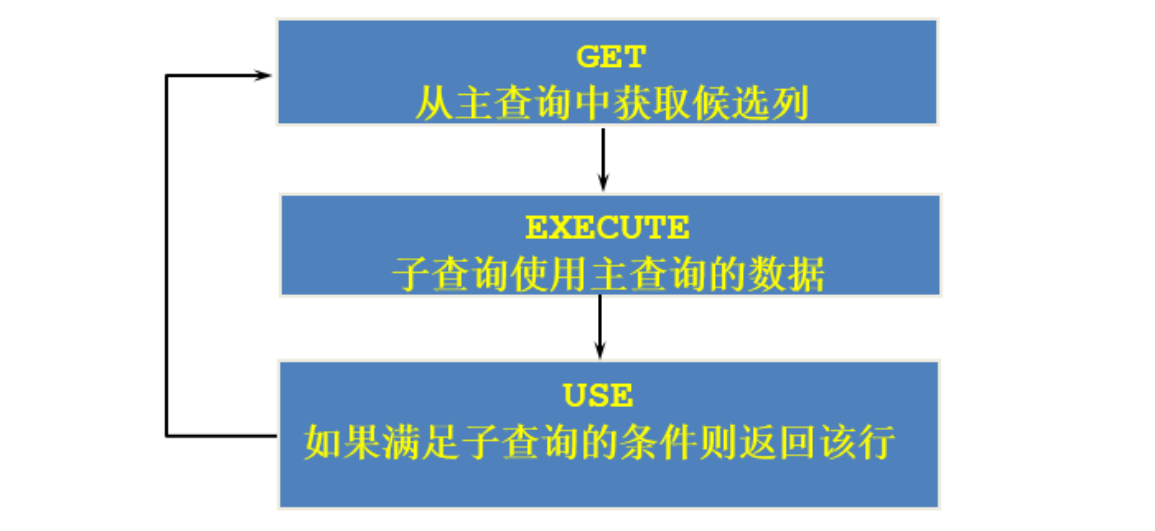 GET
从主查询中获取候选列
EXECUTE
子查询使用主查询的数据
USE
如果满足子查询的条件则返回该行